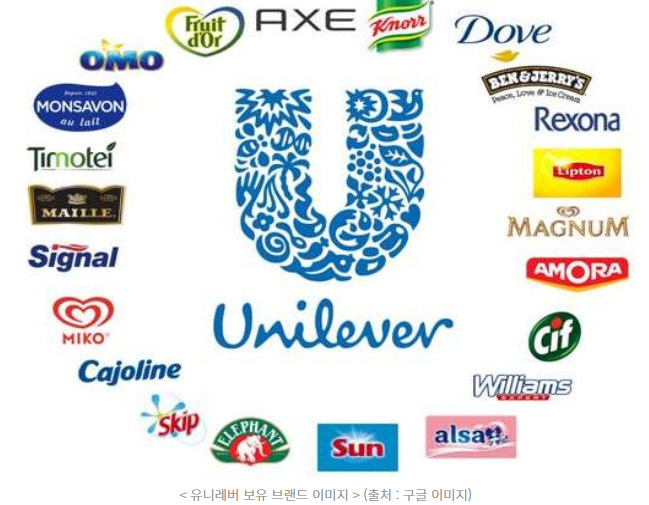 Fruit d'Or
AXE
Knorr
Dove
OMO
BEN & JERRY'S
Peace, Love & Ice Cream
MONSAVON
au lait
Rexona
Timotei
Lipton
MAILLE
MAGNUM
Signal
AMORA
MIKO
Unilever
Cif
Cajoline
Williams
EXPERT
Skip
ELEPHANT
Sun
alsa
< 유니레버 보유 브랜드 이미지 > (출처 : 구글 이미지)